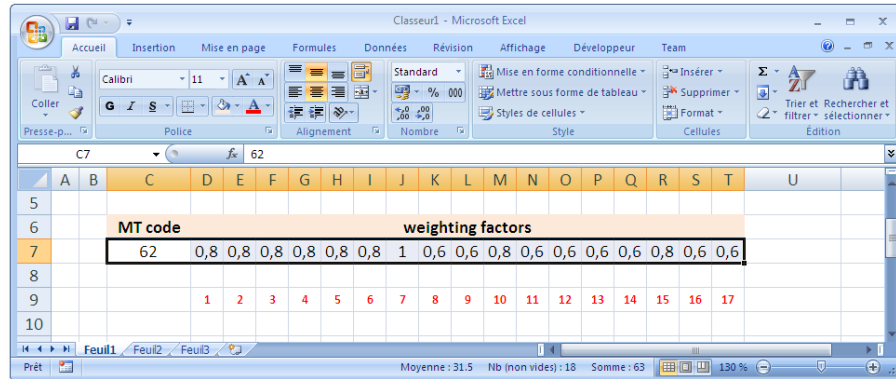 Classeur1 - Microsoft Excel
Accueil Insertion Mise en page Formules Données Révision Affichage Développeur Team
Calibri 11 A A Standard Mise en forme conditionnelle Insérer Σ
Coller % 000 Mettre sous forme de tableau Supprimer Trier et filtrer Rechercher et sélectionner
G I S A Styles de cellules Format
Presse-p... Police Alignement Nombre Style Cellules Édition
C7 fx 62
A B C D E F G H I J K L M N O P Q R S T U
5
6 MT code weighting factors
7 62 0,8 0,8 0,8 0,8 0,8 0,8 1 0,6 0,6 0,8 0,6 0,6 0,6 0,6 0,8 0,6 0,6
8
9 1 2 3 4 5 6 7 8 9 10 11 12 13 14 15 16 17
10
Feuil1 Feuil2 Feuil3
Prêt Moyenne : 31.5 Nb (non vides) : 18 Somme : 63 130 %